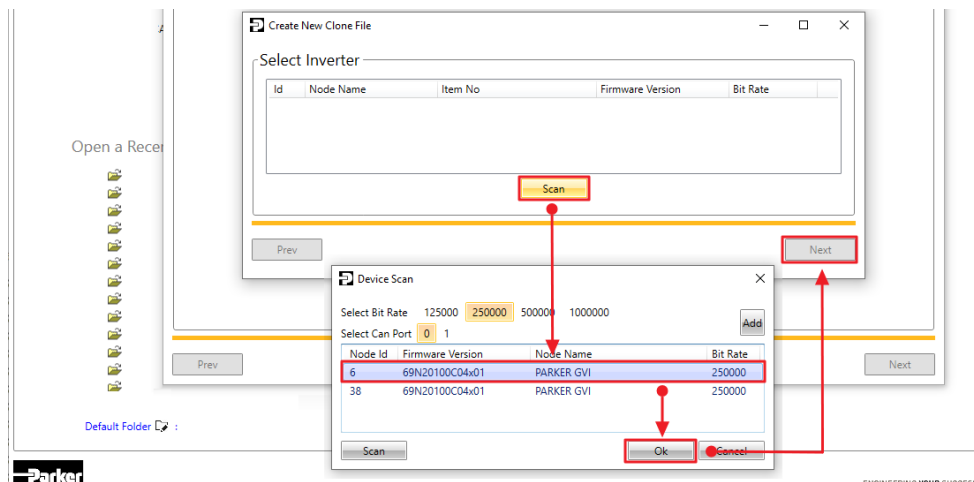 Create New Clone File
Select Inverter
Id Node Name Item No Firmware Version Bit Rate
Open a Recen
Scan
Prev Next
Device Scan
Select Bit Rate 125000 250000 500000 1000000
Select Can Port 0 1
Add
Node Id Firmware Version Node Name Bit Rate
6 69N20100C04x01 PARKER GVI 250000
38 69N20100C04x01 PARKER GVI 250000
Prev Next
Default Folder :
Scan Ok Cancel
Parker
ENGINEERING YOUR SUCCESS